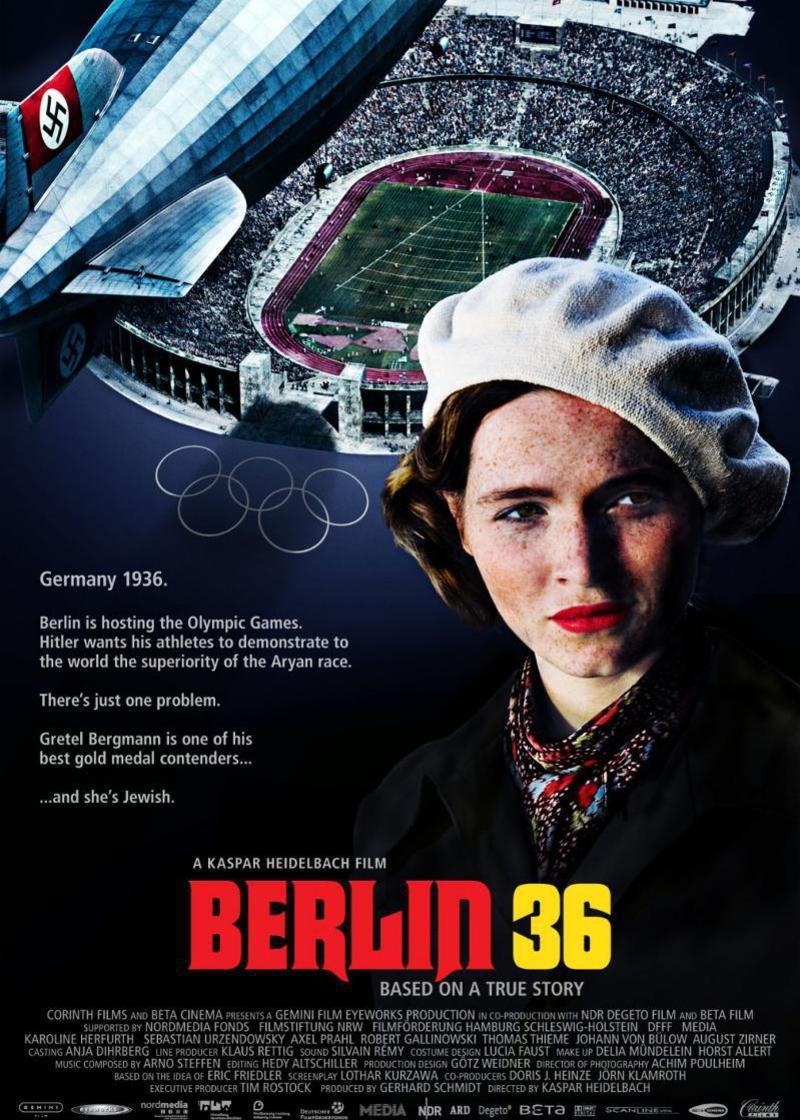 Germany 1936.
Berlin is hosting the Olympic Games.
Hitler wants his athletes to demonstrate to
the world the superiority of the Aryan race.
There's just one problem.
Gretel Bergmann is one of his
best gold medal contenders...
...and she's Jewish.
A KASPAR HEIDELBACH FILM
BERLIN 36
BASED ON A TRUE STORY
CORINTH FILMS AND BETA CINEMA PRESENTS A GEMINI FILM EYEWORKS PRODUCTION IN CO-PRODUCTION WITH NDR DEGETO FILM AND BETA FILM
SUPPORTED BY NORDMEDIA FONDS FILMSTIFTUNG NRW FILMFÖRDERUNG HAMBURG SCHLESWIG-HOLSTEIN DFFF MEDIA
KAROLINE HERFURTH SEBASTIAN URZENDOWSKY AXEL PRAHL ROBERT GALLINOWSKI THOMAS THIEME JOHANN VON BÜLOW AUGUST ZIRNER
CASTING ANJA DIHRBERG LINE PRODUCER KLAUS RETTIG SOUND SILVAIN RÉMY COSTUME DESIGN LUCIA FAUST MAKE UP DELIA MÜNDELEIN HORST ALLERT
MUSIC COMPOSED BY ARNO STEFFEN EDITING HEDY ALTSCHILLER PRODUCTION DESIGN GÖTZ WEIDNER DIRECTOR OF PHOTOGRAPHY ACHIM POULHEIM
BASED ON THE IDEA OF ERIC FRIEDLER SCREENPLAY LOTHAR KURZAWA CO-PRODUCERS DORIS J. HEINZE JÖRN KLAMROTH
EXECUTIVE PRODUCER TIM ROSTOCK PRODUCED BY GERHARD SCHMIDT DIRECTED BY KASPAR HEIDELBACH
GEMINI FILM EYEWORKS nordmedia MEDIA NDR ARD Degeto BETA Corinth FILMS